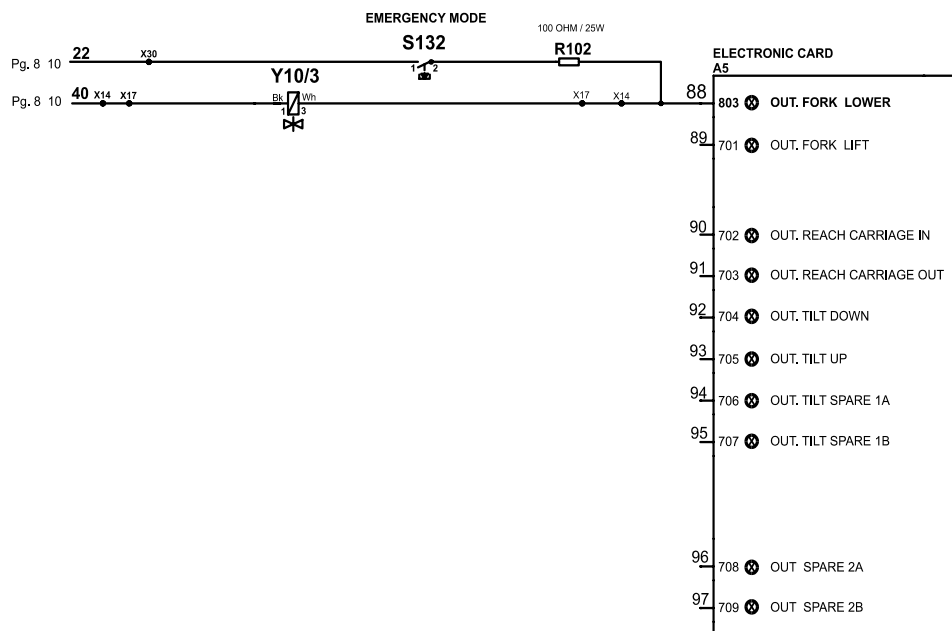 EMERGENCY MODE
100 OHM / 25W
S132
R102
Pg. 8 10 22 X30
1 2
ELECTRONIC CARD
A5
Y10/3
Pg. 8 10 40 X14 X17 Bk Wh X17 X14 88 803 OUT. FORK LOWER
1 3
89 701 OUT. FORK LIFT
90 702 OUT. REACH CARRIAGE IN
91 703 OUT. REACH CARRIAGE OUT
92 704 OUT. TILT DOWN
93 705 OUT. TILT UP
94 706 OUT. TILT SPARE 1A
95 707 OUT. TILT SPARE 1B
96 708 OUT SPARE 2A
97 709 OUT SPARE 2B